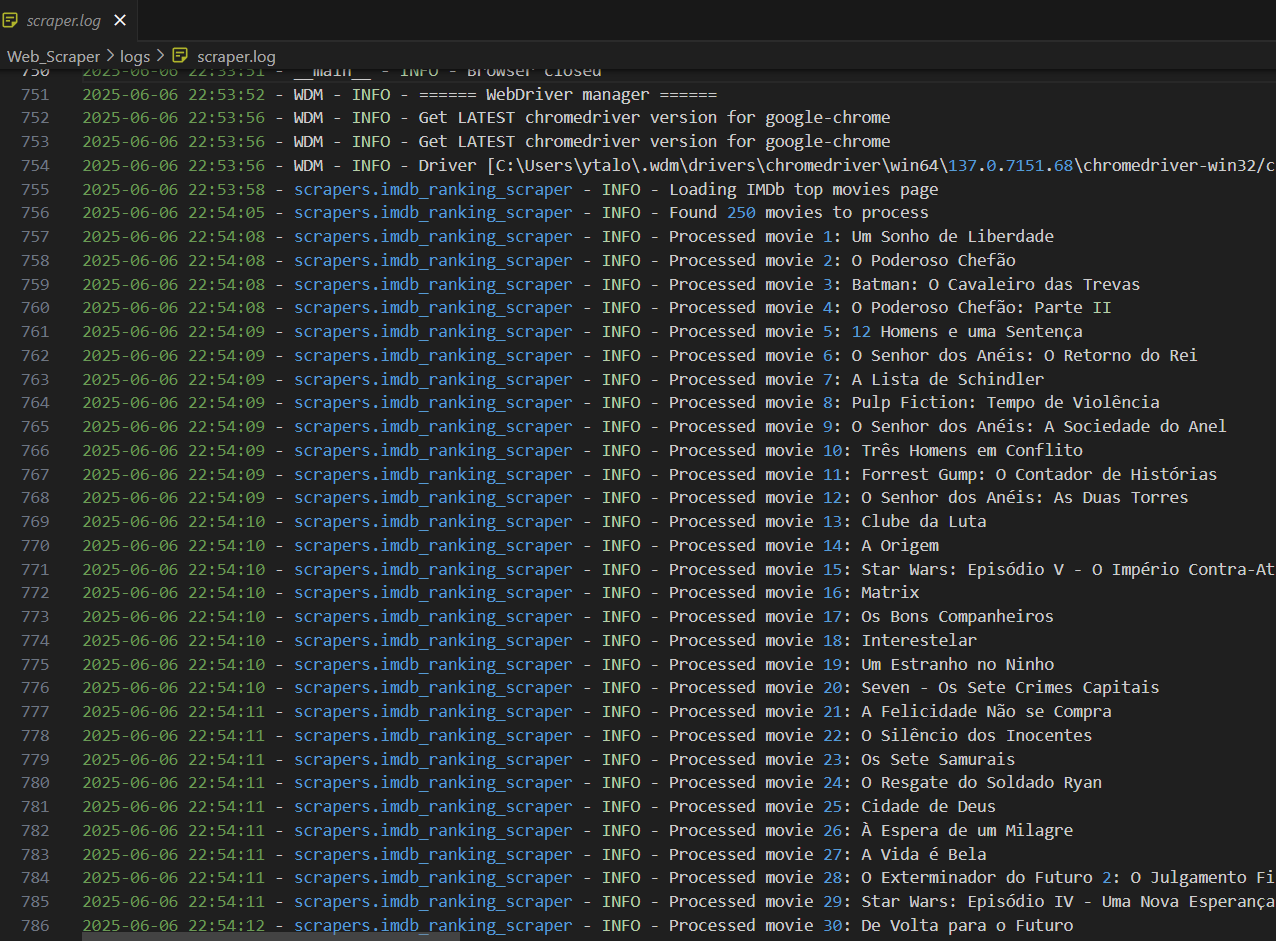 scraper.log
Web_Scraper > logs > scraper.log
750 2025-06-06 22:33:51 - __main__ - INFO - Browser closed
751 2025-06-06 22:53:52 - WDM - INFO - ====== WebDriver manager ======
752 2025-06-06 22:53:56 - WDM - INFO - Get LATEST chromedriver version for google-chrome
753 2025-06-06 22:53:56 - WDM - INFO - Get LATEST chromedriver version for google-chrome
754 2025-06-06 22:53:56 - WDM - INFO - Driver [C:\Users\ytalo\.wdm\drivers\chromedriver\win64\137.0.7151.68\chromedriver-win32/c
755 2025-06-06 22:53:58 - scrapers.imdb_ranking_scraper - INFO - Loading IMDb top movies page
756 2025-06-06 22:54:05 - scrapers.imdb_ranking_scraper - INFO - Found 250 movies to process
757 2025-06-06 22:54:08 - scrapers.imdb_ranking_scraper - INFO - Processed movie 1: Um Sonho de Liberdade
758 2025-06-06 22:54:08 - scrapers.imdb_ranking_scraper - INFO - Processed movie 2: O Poderoso Chefão
759 2025-06-06 22:54:08 - scrapers.imdb_ranking_scraper - INFO - Processed movie 3: Batman: O Cavaleiro das Trevas
760 2025-06-06 22:54:08 - scrapers.imdb_ranking_scraper - INFO - Processed movie 4: O Poderoso Chefão: Parte II
761 2025-06-06 22:54:09 - scrapers.imdb_ranking_scraper - INFO - Processed movie 5: 12 Homens e uma Sentença
762 2025-06-06 22:54:09 - scrapers.imdb_ranking_scraper - INFO - Processed movie 6: O Senhor dos Anéis: O Retorno do Rei
763 2025-06-06 22:54:09 - scrapers.imdb_ranking_scraper - INFO - Processed movie 7: A Lista de Schindler
764 2025-06-06 22:54:09 - scrapers.imdb_ranking_scraper - INFO - Processed movie 8: Pulp Fiction: Tempo de Violência
765 2025-06-06 22:54:09 - scrapers.imdb_ranking_scraper - INFO - Processed movie 9: O Senhor dos Anéis: A Sociedade do Anel
766 2025-06-06 22:54:09 - scrapers.imdb_ranking_scraper - INFO - Processed movie 10: Três Homens em Conflito
767 2025-06-06 22:54:09 - scrapers.imdb_ranking_scraper - INFO - Processed movie 11: Forrest Gump: O Contador de Histórias
768 2025-06-06 22:54:09 - scrapers.imdb_ranking_scraper - INFO - Processed movie 12: O Senhor dos Anéis: As Duas Torres
769 2025-06-06 22:54:10 - scrapers.imdb_ranking_scraper - INFO - Processed movie 13: Clube da Luta
770 2025-06-06 22:54:10 - scrapers.imdb_ranking_scraper - INFO - Processed movie 14: A Origem
771 2025-06-06 22:54:10 - scrapers.imdb_ranking_scraper - INFO - Processed movie 15: Star Wars: Episódio V - O Império Contra-At
772 2025-06-06 22:54:10 - scrapers.imdb_ranking_scraper - INFO - Processed movie 16: Matrix
773 2025-06-06 22:54:10 - scrapers.imdb_ranking_scraper - INFO - Processed movie 17: Os Bons Companheiros
774 2025-06-06 22:54:10 - scrapers.imdb_ranking_scraper - INFO - Processed movie 18: Interestelar
775 2025-06-06 22:54:10 - scrapers.imdb_ranking_scraper - INFO - Processed movie 19: Um Estranho no Ninho
776 2025-06-06 22:54:10 - scrapers.imdb_ranking_scraper - INFO - Processed movie 20: Seven - Os Sete Crimes Capitais
777 2025-06-06 22:54:11 - scrapers.imdb_ranking_scraper - INFO - Processed movie 21: A Felicidade Não se Compra
778 2025-06-06 22:54:11 - scrapers.imdb_ranking_scraper - INFO - Processed movie 22: O Silêncio dos Inocentes
779 2025-06-06 22:54:11 - scrapers.imdb_ranking_scraper - INFO - Processed movie 23: Os Sete Samurais
780 2025-06-06 22:54:11 - scrapers.imdb_ranking_scraper - INFO - Processed movie 24: O Resgate do Soldado Ryan
781 2025-06-06 22:54:11 - scrapers.imdb_ranking_scraper - INFO - Processed movie 25: Cidade de Deus
782 2025-06-06 22:54:11 - scrapers.imdb_ranking_scraper - INFO - Processed movie 26: À Espera de um Milagre
783 2025-06-06 22:54:11 - scrapers.imdb_ranking_scraper - INFO - Processed movie 27: A Vida é Bela
784 2025-06-06 22:54:11 - scrapers.imdb_ranking_scraper - INFO - Processed movie 28: O Exterminador do Futuro 2: O Julgamento Fi
785 2025-06-06 22:54:11 - scrapers.imdb_ranking_scraper - INFO - Processed movie 29: Star Wars: Episódio IV - Uma Nova Esperança
786 2025-06-06 22:54:12 - scrapers.imdb_ranking_scraper - INFO - Processed movie 30: De Volta para o Futuro